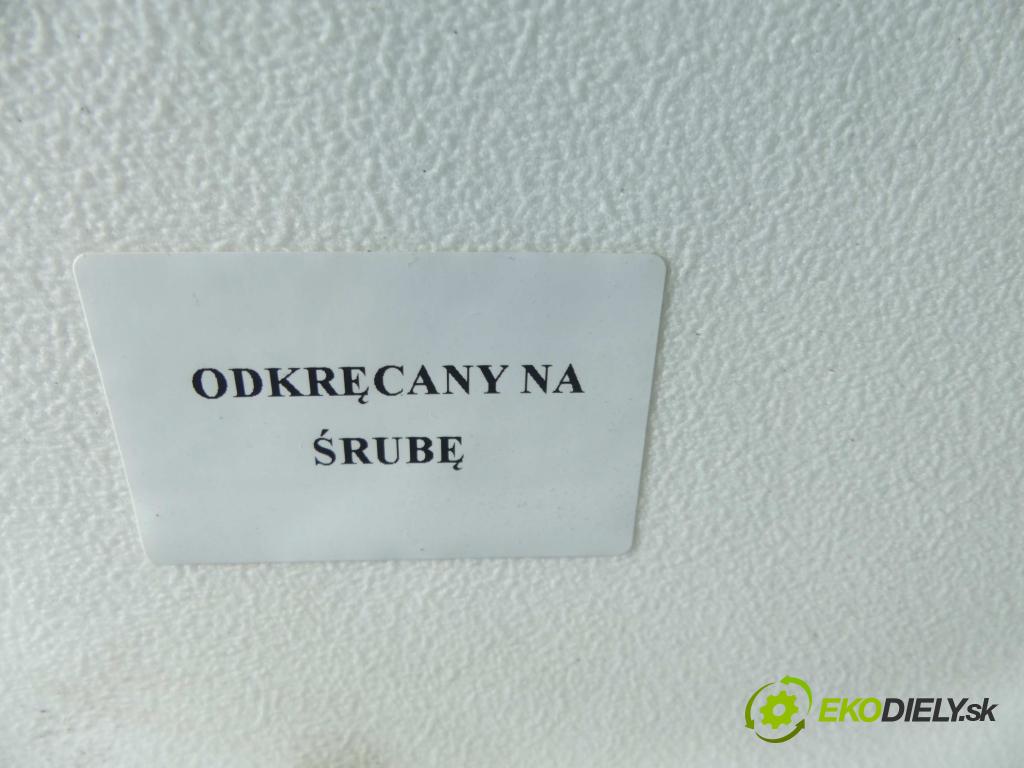 ODKRĘCANY NA
ŚRUBĘ
EKODIELY.sk